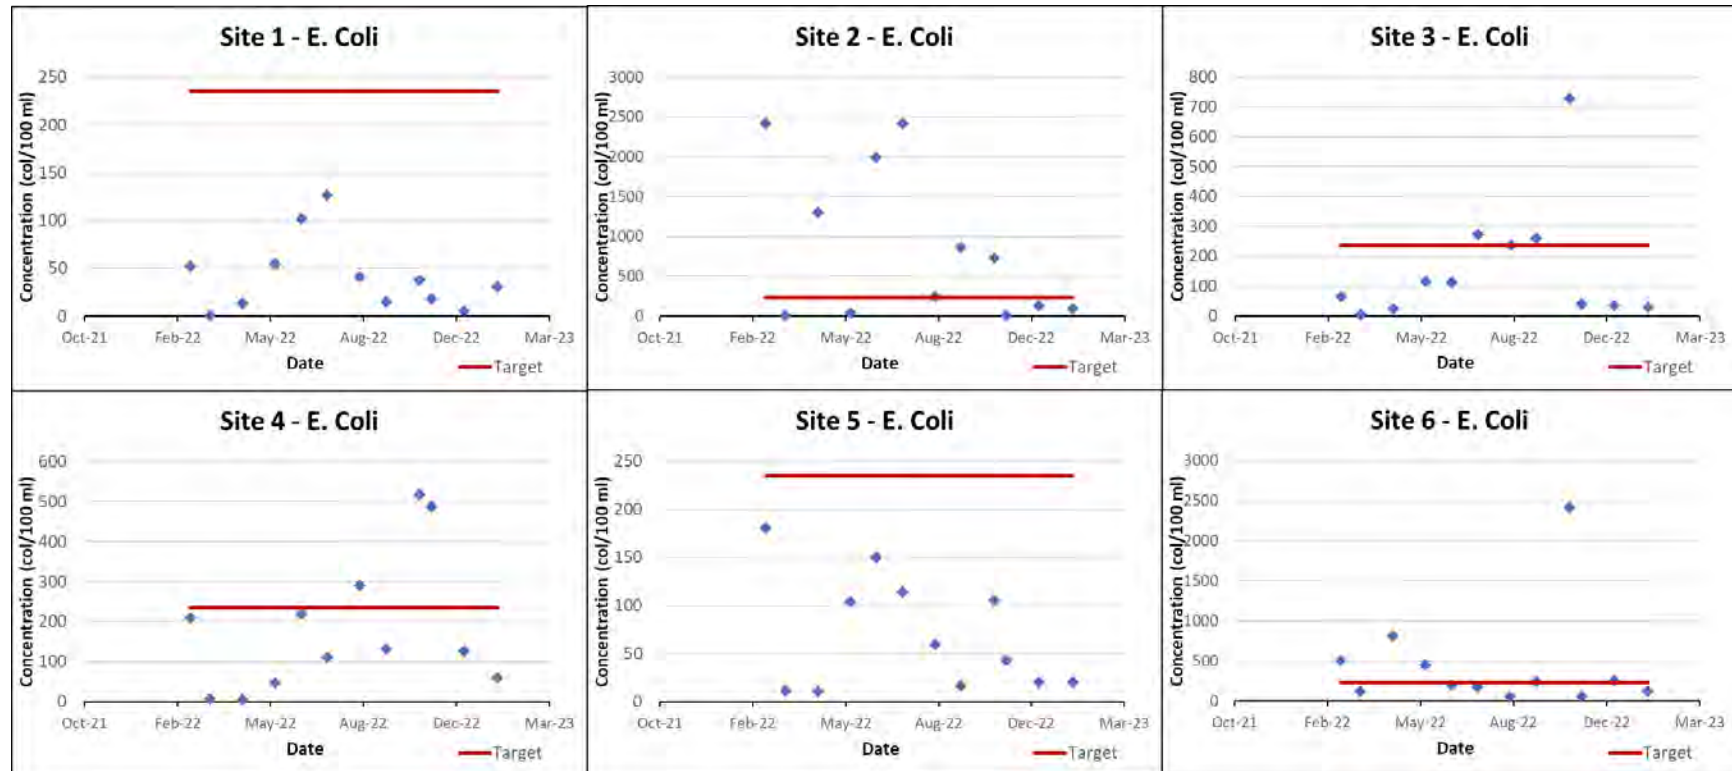 Site 1 - E. Coli
Concentration (col/100 ml)
250
200
150
100
50
0
Oct-21 Feb-22 May-22 Aug-22 Dec-22 Mar-23
Date
Target
Site 2 - E. Coli
Concentration (col/100 ml)
3000
2500
2000
1500
1000
500
0
Oct-21 Feb-22 May-22 Aug-22 Dec-22 Mar-23
Date
Target
Site 3 - E. Coli
Concentration (col/100 ml)
800
700
600
500
400
300
200
100
0
Oct-21 Feb-22 May-22 Aug-22 Dec-22 Mar-23
Date
Target
Site 4 - E. Coli
Concentration (col/100 ml)
600
500
400
300
200
100
0
Oct-21 Feb-22 May-22 Aug-22 Dec-22 Mar-23
Date
Target
Site 5 - E. Coli
Concentration (col/100 ml)
250
200
150
100
50
0
Oct-21 Feb-22 May-22 Aug-22 Dec-22 Mar-23
Date
Target
Site 6 - E. Coli
Concentration (col/100 ml)
3000
2500
2000
1500
1000
500
0
Oct-21 Feb-22 May-22 Aug-22 Dec-22 Mar-23
Date
Target